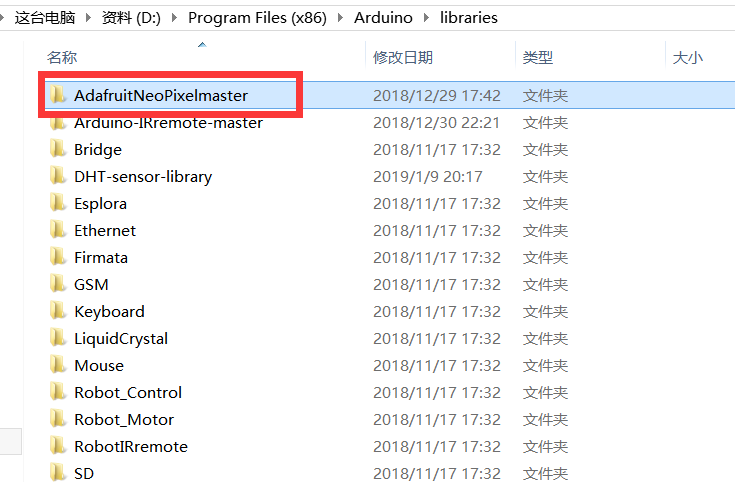 这台电脑 资料 (D:) Program Files (x86) Arduino libraries
名称 修改日期 类型 大小
AdafruitNeoPixelmaster 2018/12/29 17:42 文件夹
Arduino-IRremote-master 2018/12/30 22:21 文件夹
Bridge 2018/11/17 17:32 文件夹
DHT-sensor-library 2019/1/9 20:17 文件夹
Esplora 2018/11/17 17:32 文件夹
Ethernet 2018/11/17 17:32 文件夹
Firmata 2018/11/17 17:32 文件夹
GSM 2018/11/17 17:32 文件夹
Keyboard 2018/11/17 17:32 文件夹
LiquidCrystal 2018/11/17 17:32 文件夹
Mouse 2018/11/17 17:32 文件夹
Robot_Control 2018/11/17 17:32 文件夹
Robot_Motor 2018/11/17 17:32 文件夹
RobotIRremote 2018/11/17 17:32 文件夹
SD 2018/11/17 17:32 文件夹